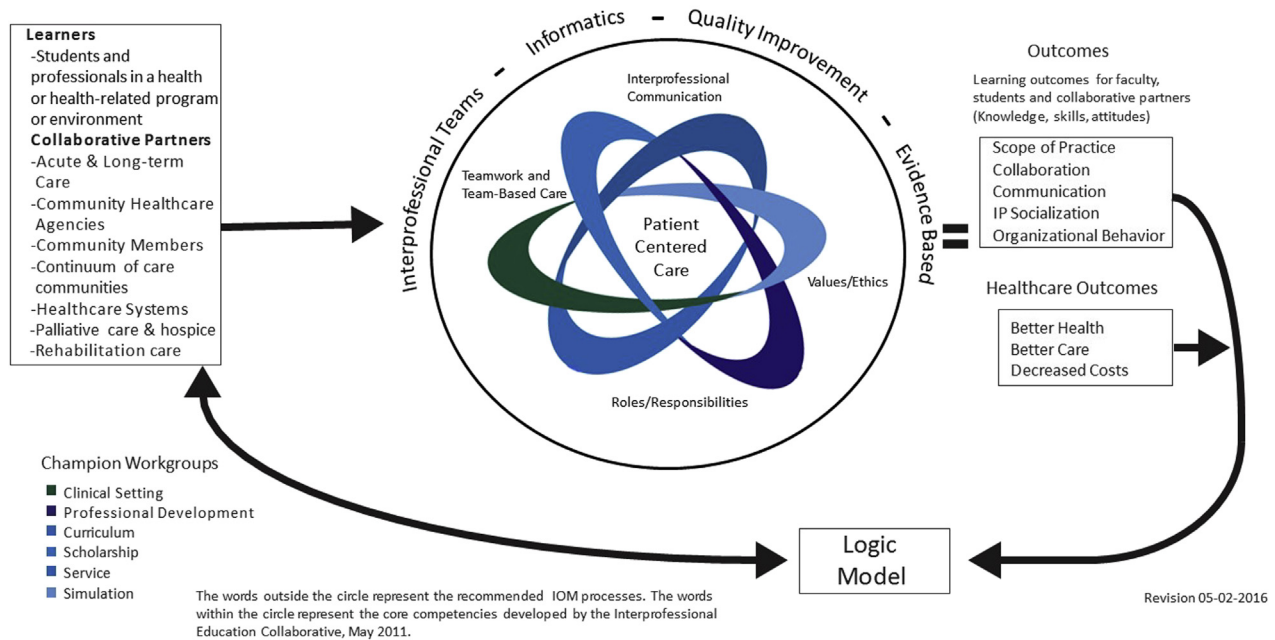 Learners
-Students and
professionals in a health
or health-related program
or environment
Collaborative Partners
-Acute & Long-term
Care
-Community Healthcare
Agencies
-Community Members
-Continuum of care
communities
-Healthcare Systems
-Palliative care & hospice
-Rehabilitation care
Interprofessional Teams - Informatics - Quality Improvement - Evidence Based
Interprofessional
Communication
Teamwork and
Team-Based Care
Patient
Centered
Care
Values/Ethics
Roles/Responsibilities
=
Outcomes
Learning outcomes for faculty,
students and collaborative partners
(Knowledge, skills, attitudes)
Scope of Practice
Collaboration
Communication
IP Socialization
Organizational Behavior
Healthcare Outcomes
Better Health
Better Care
Decreased Costs
Champion Workgroups
Clinical Setting
Professional Development
Curriculum
Scholarship
Service
Simulation
Logic
Model
The words outside the circle represent the recommended IOM processes. The words
within the circle represent the core competencies developed by the Interprofessional
Education Collaborative, May 2011.
Revision 05-02-2016